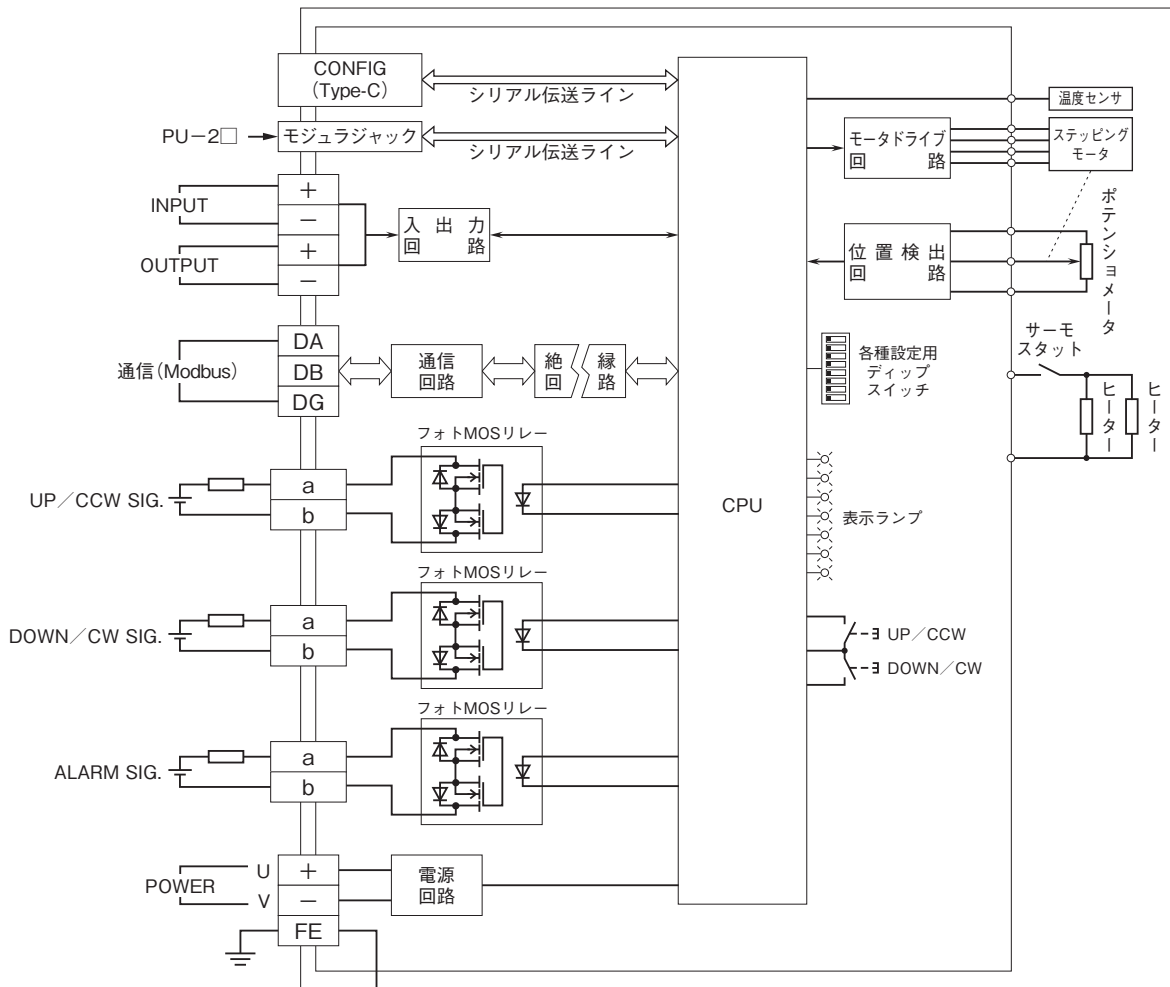 CONFIG
(Type-C)
シリアル伝送ライン
PU−2□
モジュラジャック
シリアル伝送ライン
INPUT
+
−
OUTPUT
+
−
入出力
回路
通信(Modbus)
DA
DB
DG
通信
回路
絶縁
回路
フォトMOSリレー
UP／CCW SIG.
a
b
フォトMOSリレー
DOWN／CW SIG.
a
b
フォトMOSリレー
ALARM SIG.
a
b
POWER
U
V
+
−
FE
電源
回路
CPU
温度センサ
モータドライブ
回路
ステッピング
モータ
位置検出
回路
ポテンショメータ
各種設定用
ディップ
スイッチ
サーモ
スタット
ヒーター
ヒーター
表示ランプ
UP／CCW
DOWN／CW